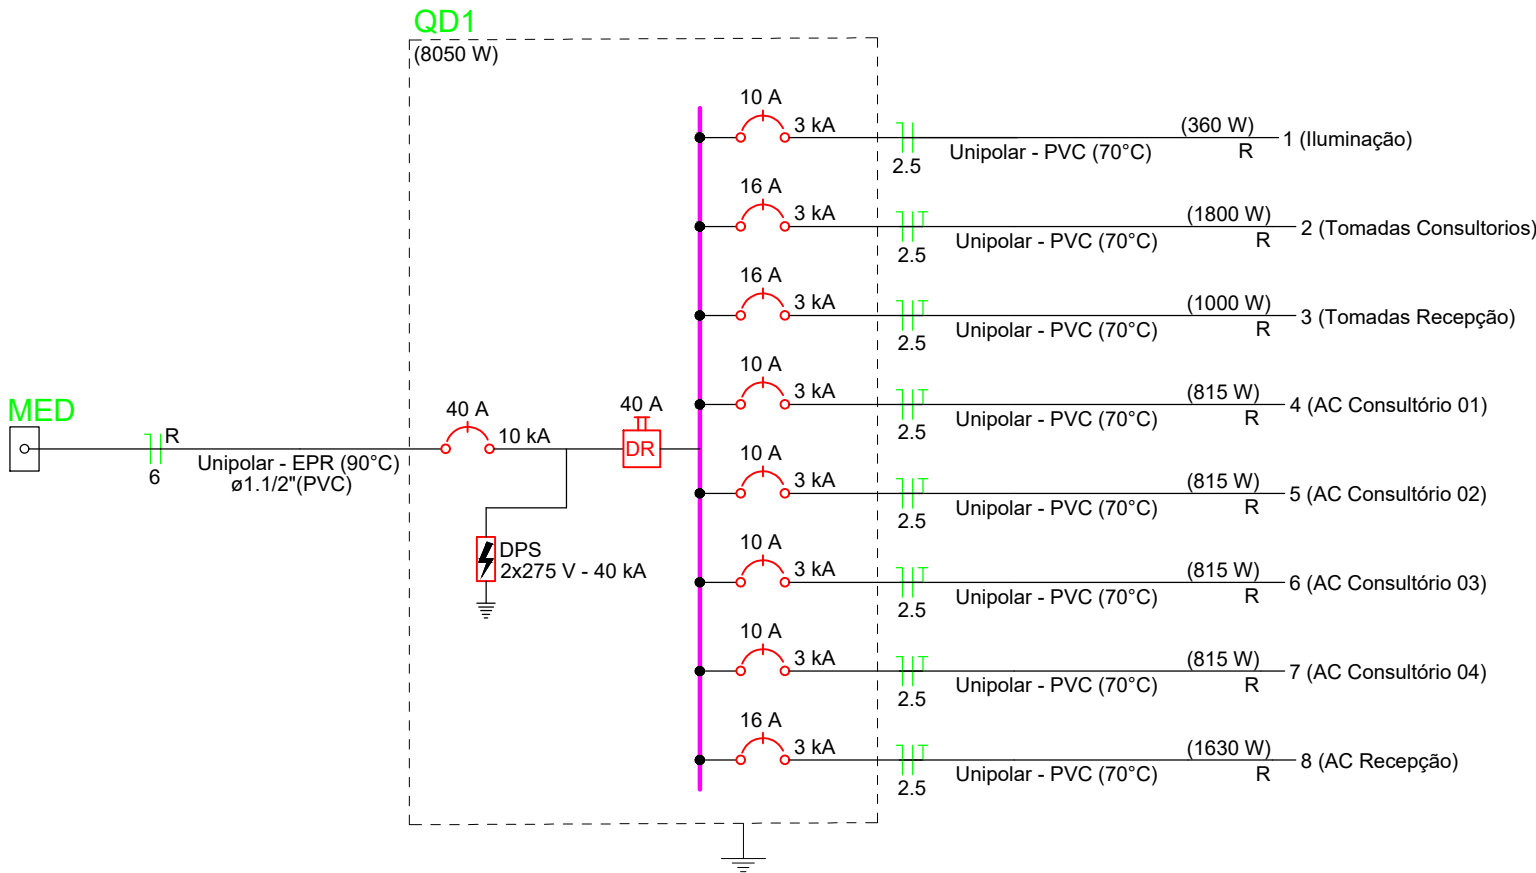 QD1
(8050 W)
10 A
3 kA
2.5
Unipolar - PVC (70°C)
(360 W)
R
1 (Iluminação)
16 A
3 kA
2.5
Unipolar - PVC (70°C)
(1800 W)
R
2 (Tomadas Consultorios)
16 A
3 kA
2.5
Unipolar - PVC (70°C)
(1000 W)
R
3 (Tomadas Recepção)
10 A
3 kA
2.5
Unipolar - PVC (70°C)
(815 W)
R
4 (AC Consultório 01)
MED
R
6
Unipolar - EPR (90°C)
ø1.1/2"(PVC)
40 A
10 kA
40 A
DR
DPS
2x275 V - 40 kA
10 A
3 kA
2.5
Unipolar - PVC (70°C)
(815 W)
R
5 (AC Consultório 02)
10 A
3 kA
2.5
Unipolar - PVC (70°C)
(815 W)
R
6 (AC Consultório 03)
10 A
3 kA
2.5
Unipolar - PVC (70°C)
(815 W)
R
7 (AC Consultório 04)
16 A
3 kA
2.5
Unipolar - PVC (70°C)
(1630 W)
R
8 (AC Recepção)